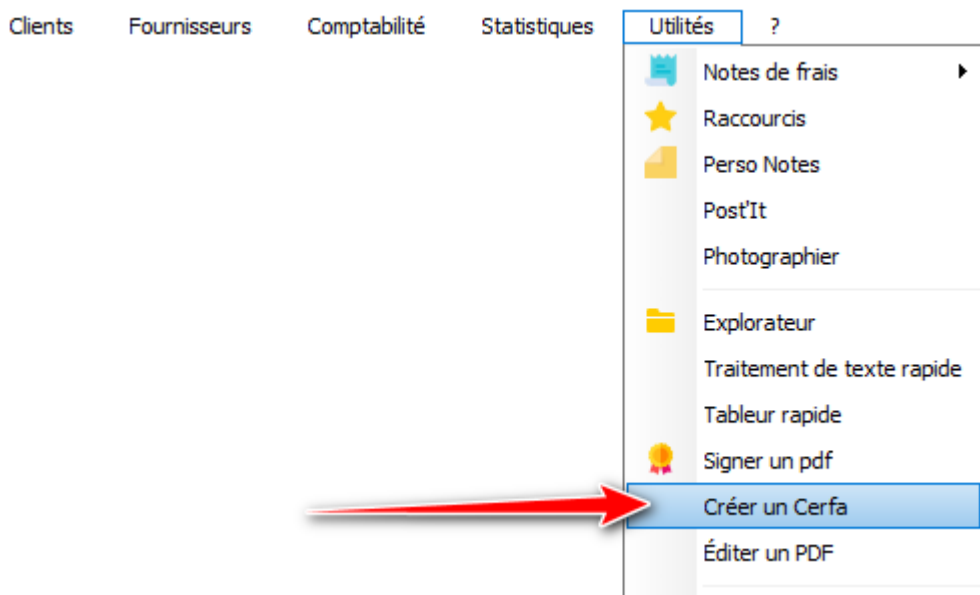 Clients Fournisseurs Comptabilité Statistiques Utilités ?
Notes de frais
Raccourcis
Perso Notes
Post'It
Photographier
Explorateur
Traitement de texte rapide
Tableur rapide
Signer un pdf
Créer un Cerfa
Éditer un PDF